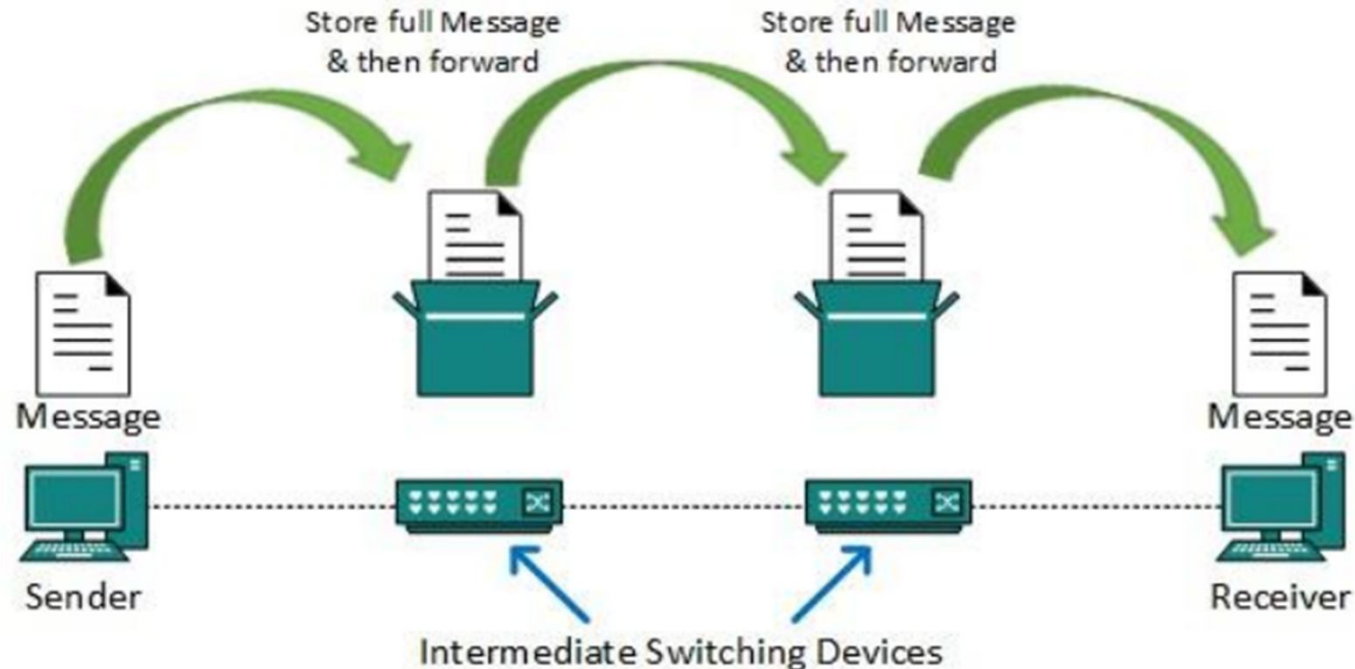 Store full Message
& then forward
Store full Message
& then forward
Message
Message
Sender
Receiver
Intermediate Switching Devices